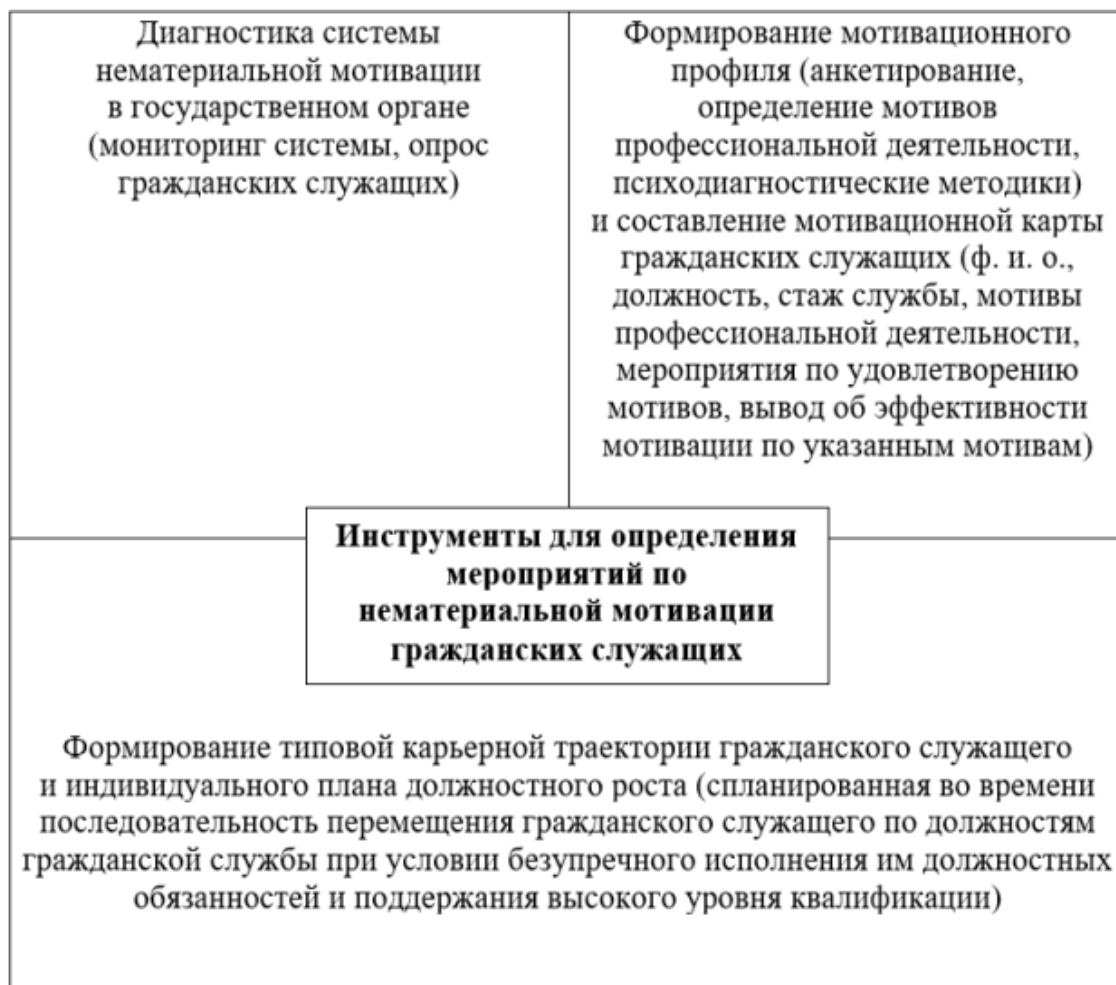 Диагностика системы
нематериальной мотивации
в государственном органе
(мониторинг системы, опрос
гражданских служащих)
Формирование мотивационного
профиля (анкетирование,
определение мотивов
профессиональной деятельности,
психодиагностические методики)
и составление мотивационной карты
гражданских служащих (ф. и. о.,
должность, стаж службы, мотивы
профессиональной деятельности,
мероприятия по удовлетворению
мотивов, вывод об эффективности
мотивации по указанным мотивам)
Инструменты для определения
мероприятий по
нематериальной мотивации
гражданских служащих
Формирование типовой карьерной траектории гражданского служащего
и индивидуального плана должностного роста (спланированная во времени
последовательность перемещения гражданского служащего по должностям
гражданской службы при условии безупречного исполнения им должностных
обязанностей и поддержания высокого уровня квалификации)